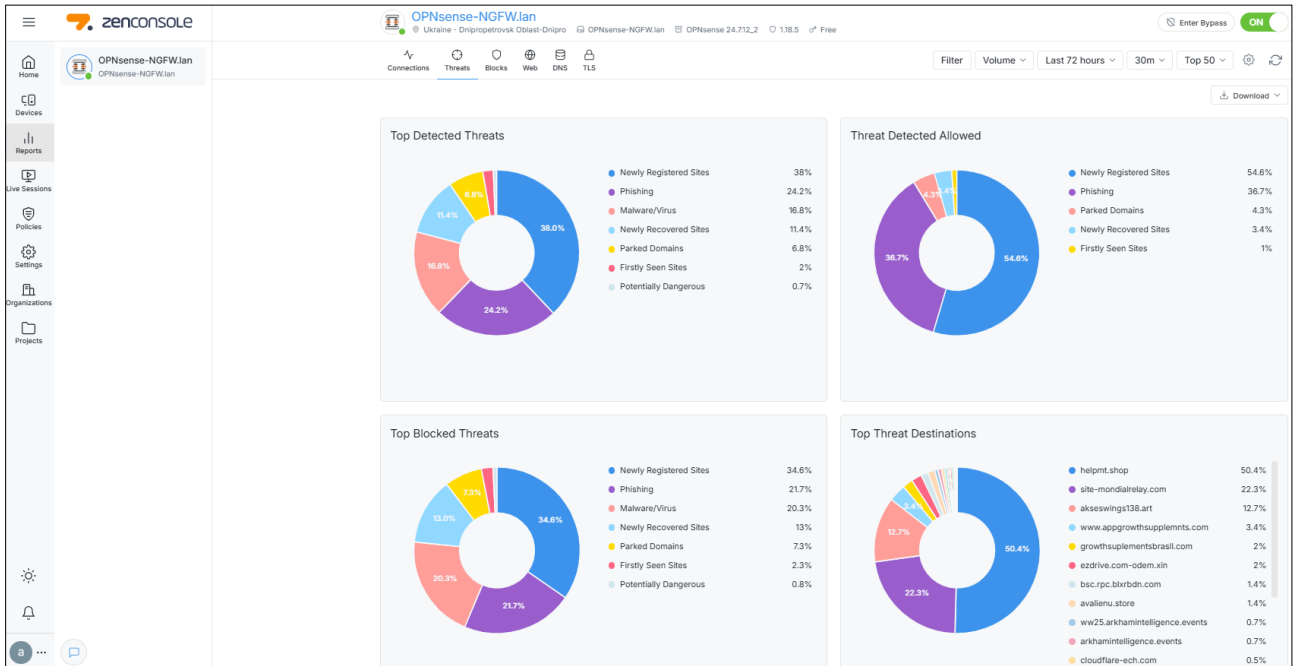 zenconsole
OPNsense-NGFW.lan
Ukraine - Dnipropetrovsk Oblast-Dnipro OPNsense-NGFW.lan OPNsense 24.7.12_2 1.18.5 Free
Enter Bypass ON
Home
Devices
Reports
Live Sessions
Policies
Settings
Organizations
Projects
a ...
OPNsense-NGFW.lan
OPNsense-NGFW.lan
Connections Threats Blocks Web DNS TLS
Filter Volume Last 72 hours 30m Top 50
Download
Top Detected Threats
38.0%
24.2%
16.8%
11.4%
6.8%
Newly Registered Sites 38%
Phishing 24.2%
Malware/Virus 16.8%
Newly Recovered Sites 11.4%
Parked Domains 6.8%
Firstly Seen Sites 2%
Potentially Dangerous 0.7%
Threat Detected Allowed
54.6%
36.7%
4.3%
3.4%
Newly Registered Sites 54.6%
Phishing 36.7%
Parked Domains 4.3%
Newly Recovered Sites 3.4%
Firstly Seen Sites 1%
Top Blocked Threats
34.6%
21.7%
20.3%
13.0%
7.3%
Newly Registered Sites 34.6%
Phishing 21.7%
Malware/Virus 20.3%
Newly Recovered Sites 13%
Parked Domains 7.3%
Firstly Seen Sites 2.3%
Potentially Dangerous 0.8%
Top Threat Destinations
50.4%
22.3%
12.7%
3.4%
helpmt.shop 50.4%
site-mondialrelay.com 22.3%
akseswings138.art 12.7%
www.appgrowthsupplemnts.com 3.4%
growthsuplementsbrasll.com 2%
ezdrive.com-odem.xin 2%
bsc.rpc.blxrbdn.com 1.4%
avalienu.store 1.4%
ww25.arkhamintelligence.events 0.7%
arkhamintelligence.events 0.7%
cloudflare-ech.com 0.5%